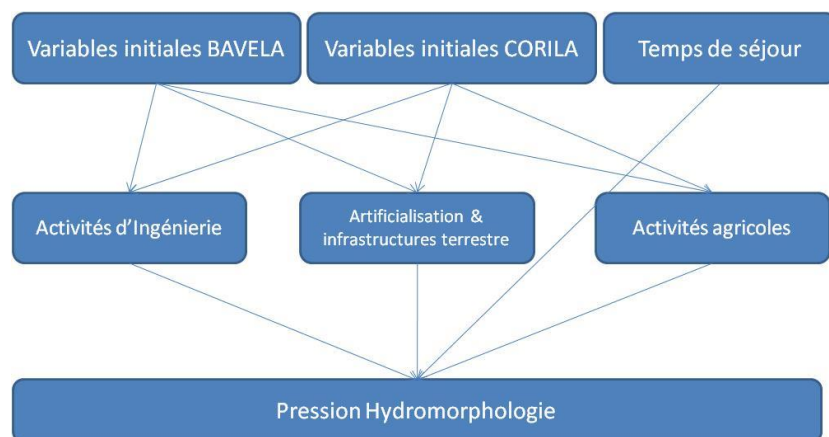 Variables initiales BAVELA
Variables initiales CORILA
Temps de séjour
Activités d'Ingénierie
Artificialisation &
infrastructures terrestre
Activités agricoles
Pression Hydromorphologie